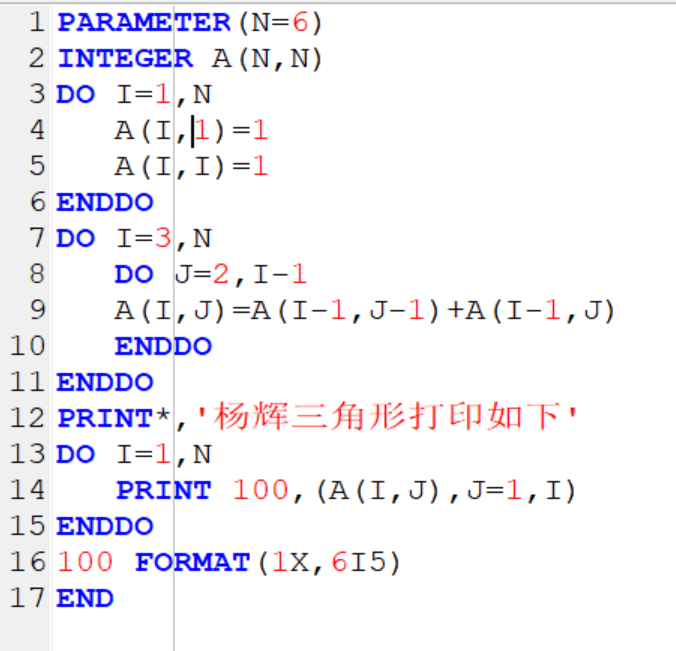 1 PARAMETER(N=6)
2 INTEGER A(N,N)
3 DO I=1,N
4 A(I,1)=1
5 A(I,I)=1
6 ENDDO
7 DO I=3,N
8 DO J=2,I-1
9 A(I,J)=A(I-1,J-1)+A(I-1,J)
10 ENDDO
11 ENDDO
12 PRINT*,'杨辉三角形打印如下'
13 DO I=1,N
14 PRINT 100,(A(I,J),J=1,I)
15 ENDDO
16 100 FORMAT(1X,6I5)
17 END